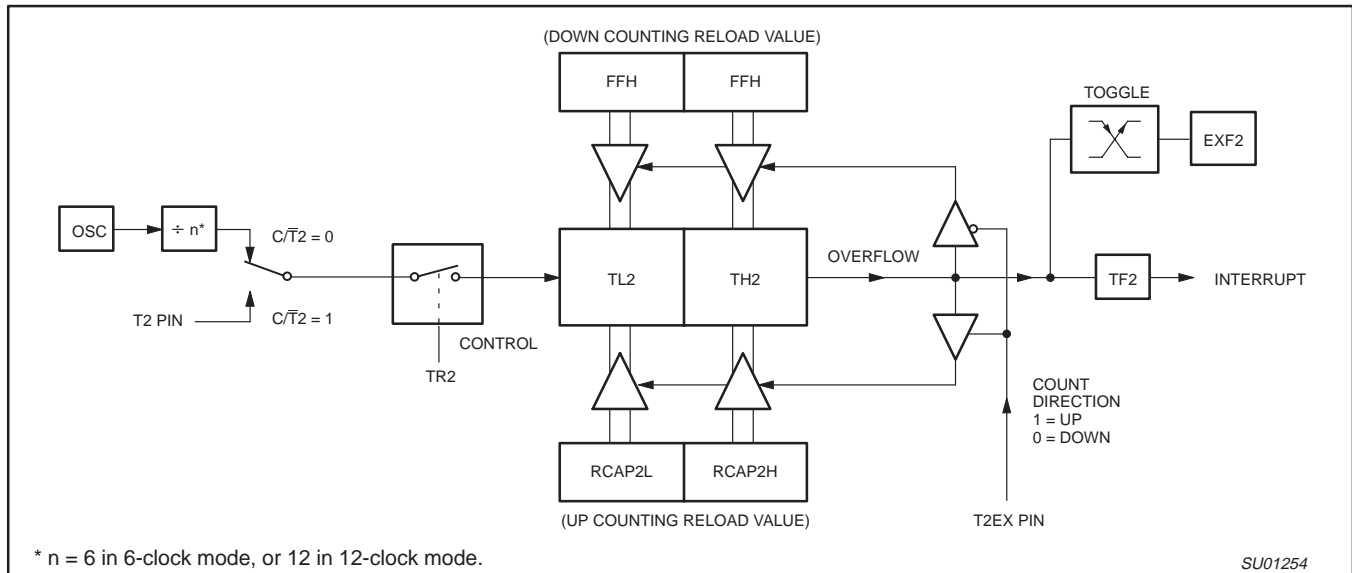 (DOWN COUNTING RELOAD VALUE)
FFH
FFH
TOGGLE
EXF2
OSC
÷ n*
C/T̅2 = 0
T2 PIN
C/T̅2 = 1
CONTROL
TR2
TL2
TH2
OVERFLOW
TF2
INTERRUPT
COUNT
DIRECTION
1 = UP
0 = DOWN
RCAP2L
RCAP2H
(UP COUNTING RELOAD VALUE)
T2EX PIN
* n = 6 in 6-clock mode, or 12 in 12-clock mode.
SU01254